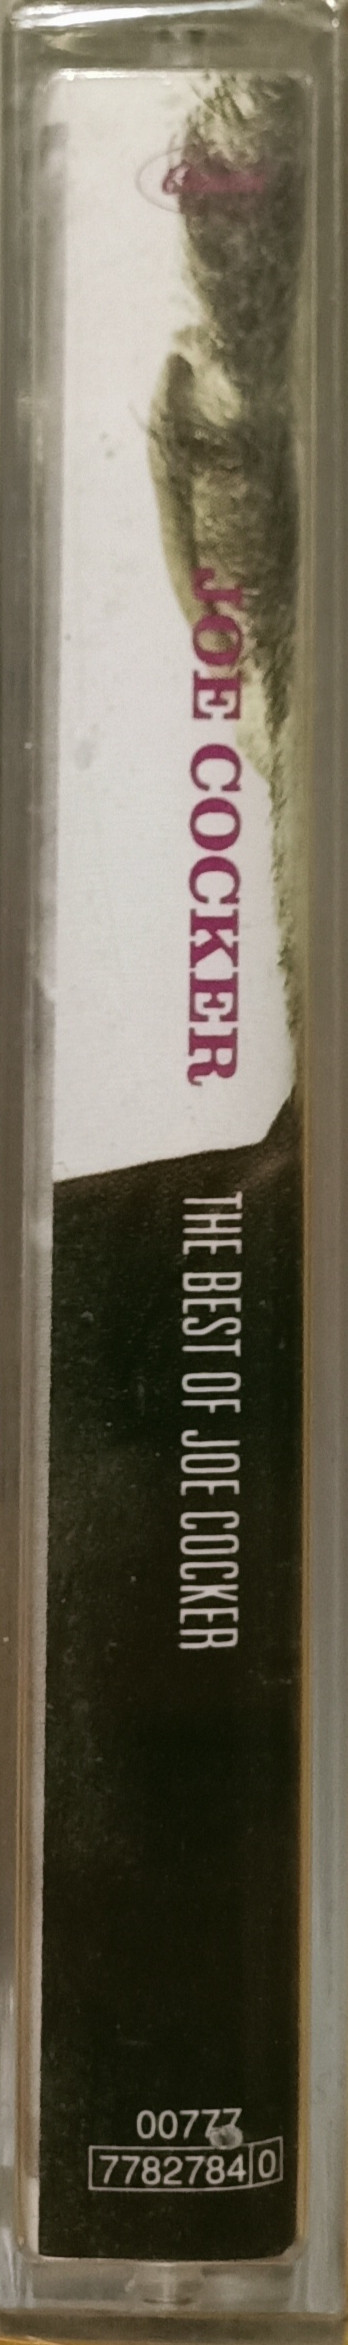 JOE COCKER
THE BEST OF JOE COCKER
00777
7782784 0